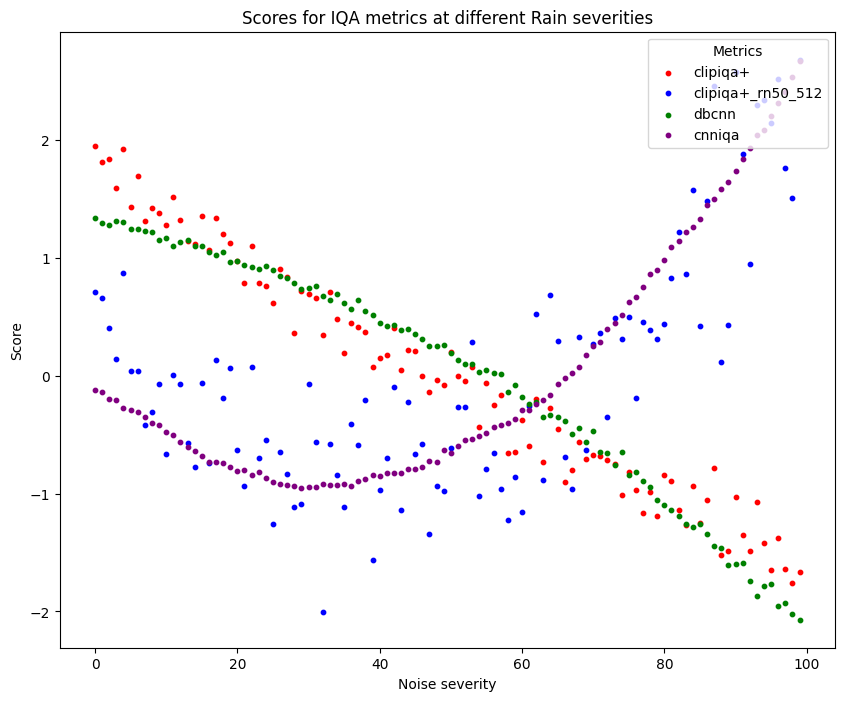 Scores for IQA metrics at different Rain severities
Metrics
clipiqa+
clipiqa+_rn50_512
dbcnn
cnniqa
2
1
0
−1
−2
Score
0
20
40
60
80
100
Noise severity